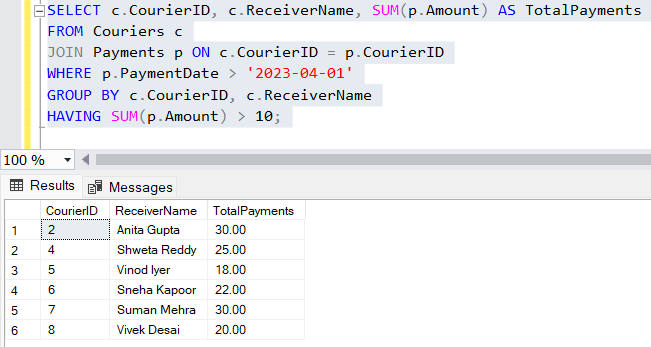 SELECT c.CourierID, c.ReceiverName, SUM(p.Amount) AS TotalPayments
FROM Couriers c
JOIN Payments p ON c.CourierID = p.CourierID
WHERE p.PaymentDate > '2023-04-01'
GROUP BY c.CourierID, c.ReceiverName
HAVING SUM(p.Amount) > 10;
100 %
Results Messages
CourierID ReceiverName TotalPayments
1 2 Anita Gupta 30.00
2 4 Shweta Reddy 25.00
3 5 Vinod Iyer 18.00
4 6 Sneha Kapoor 22.00
5 7 Suman Mehra 30.00
6 8 Vivek Desai 20.00